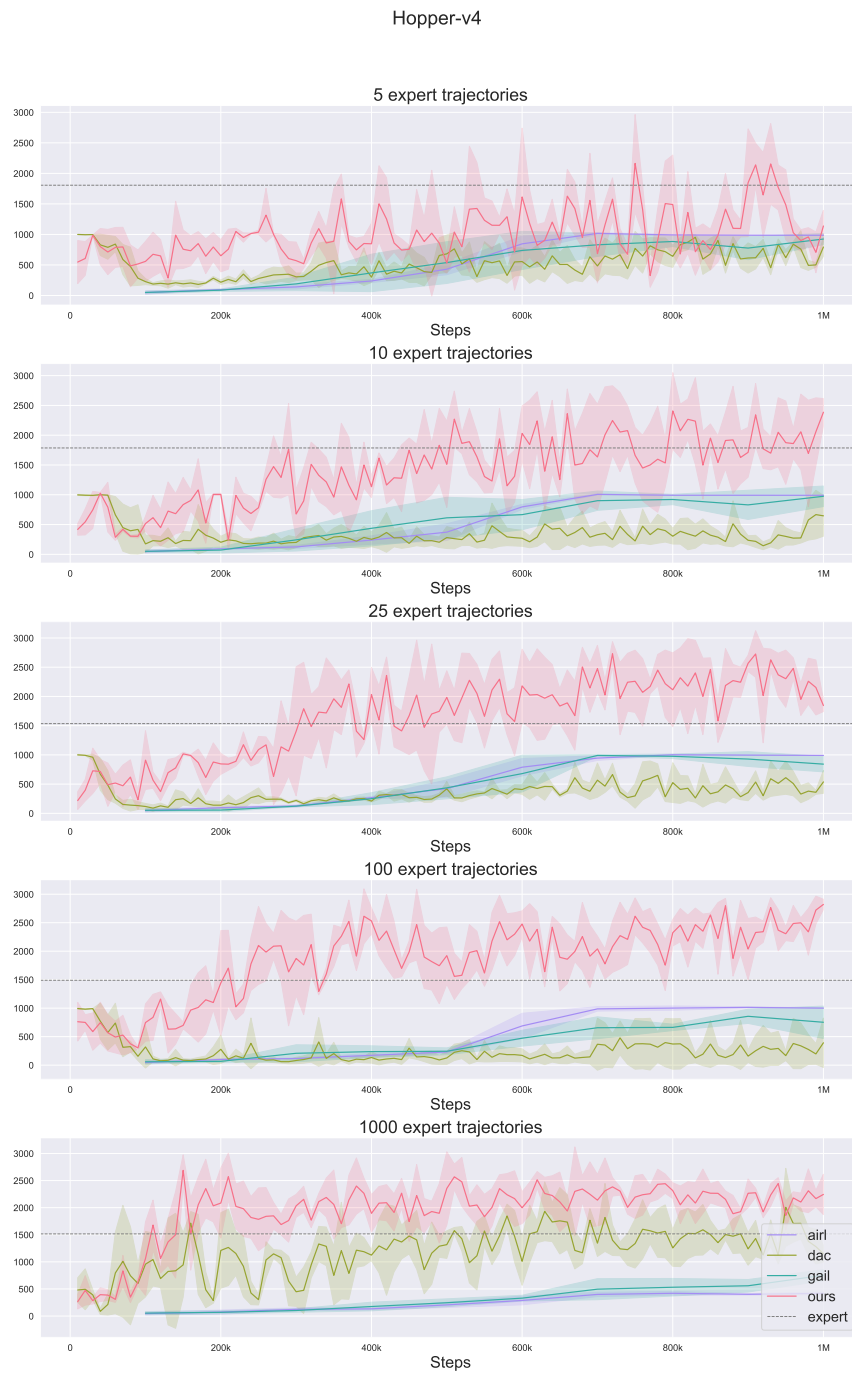 Hopper-v4
5 expert trajectories
3000
2500
2000
1500
1000
500
0
0 200k 400k 600k 800k 1M
Steps
10 expert trajectories
3000
2500
2000
1500
1000
500
0
0 200k 400k 600k 800k 1M
Steps
25 expert trajectories
3000
2500
2000
1500
1000
500
0
0 200k 400k 600k 800k 1M
Steps
100 expert trajectories
3000
2500
2000
1500
1000
500
0
0 200k 400k 600k 800k 1M
Steps
1000 expert trajectories
3000
2500
2000
1500
1000
500
0
airl
dac
gail
ours
expert
0 200k 400k 600k 800k 1M
Steps